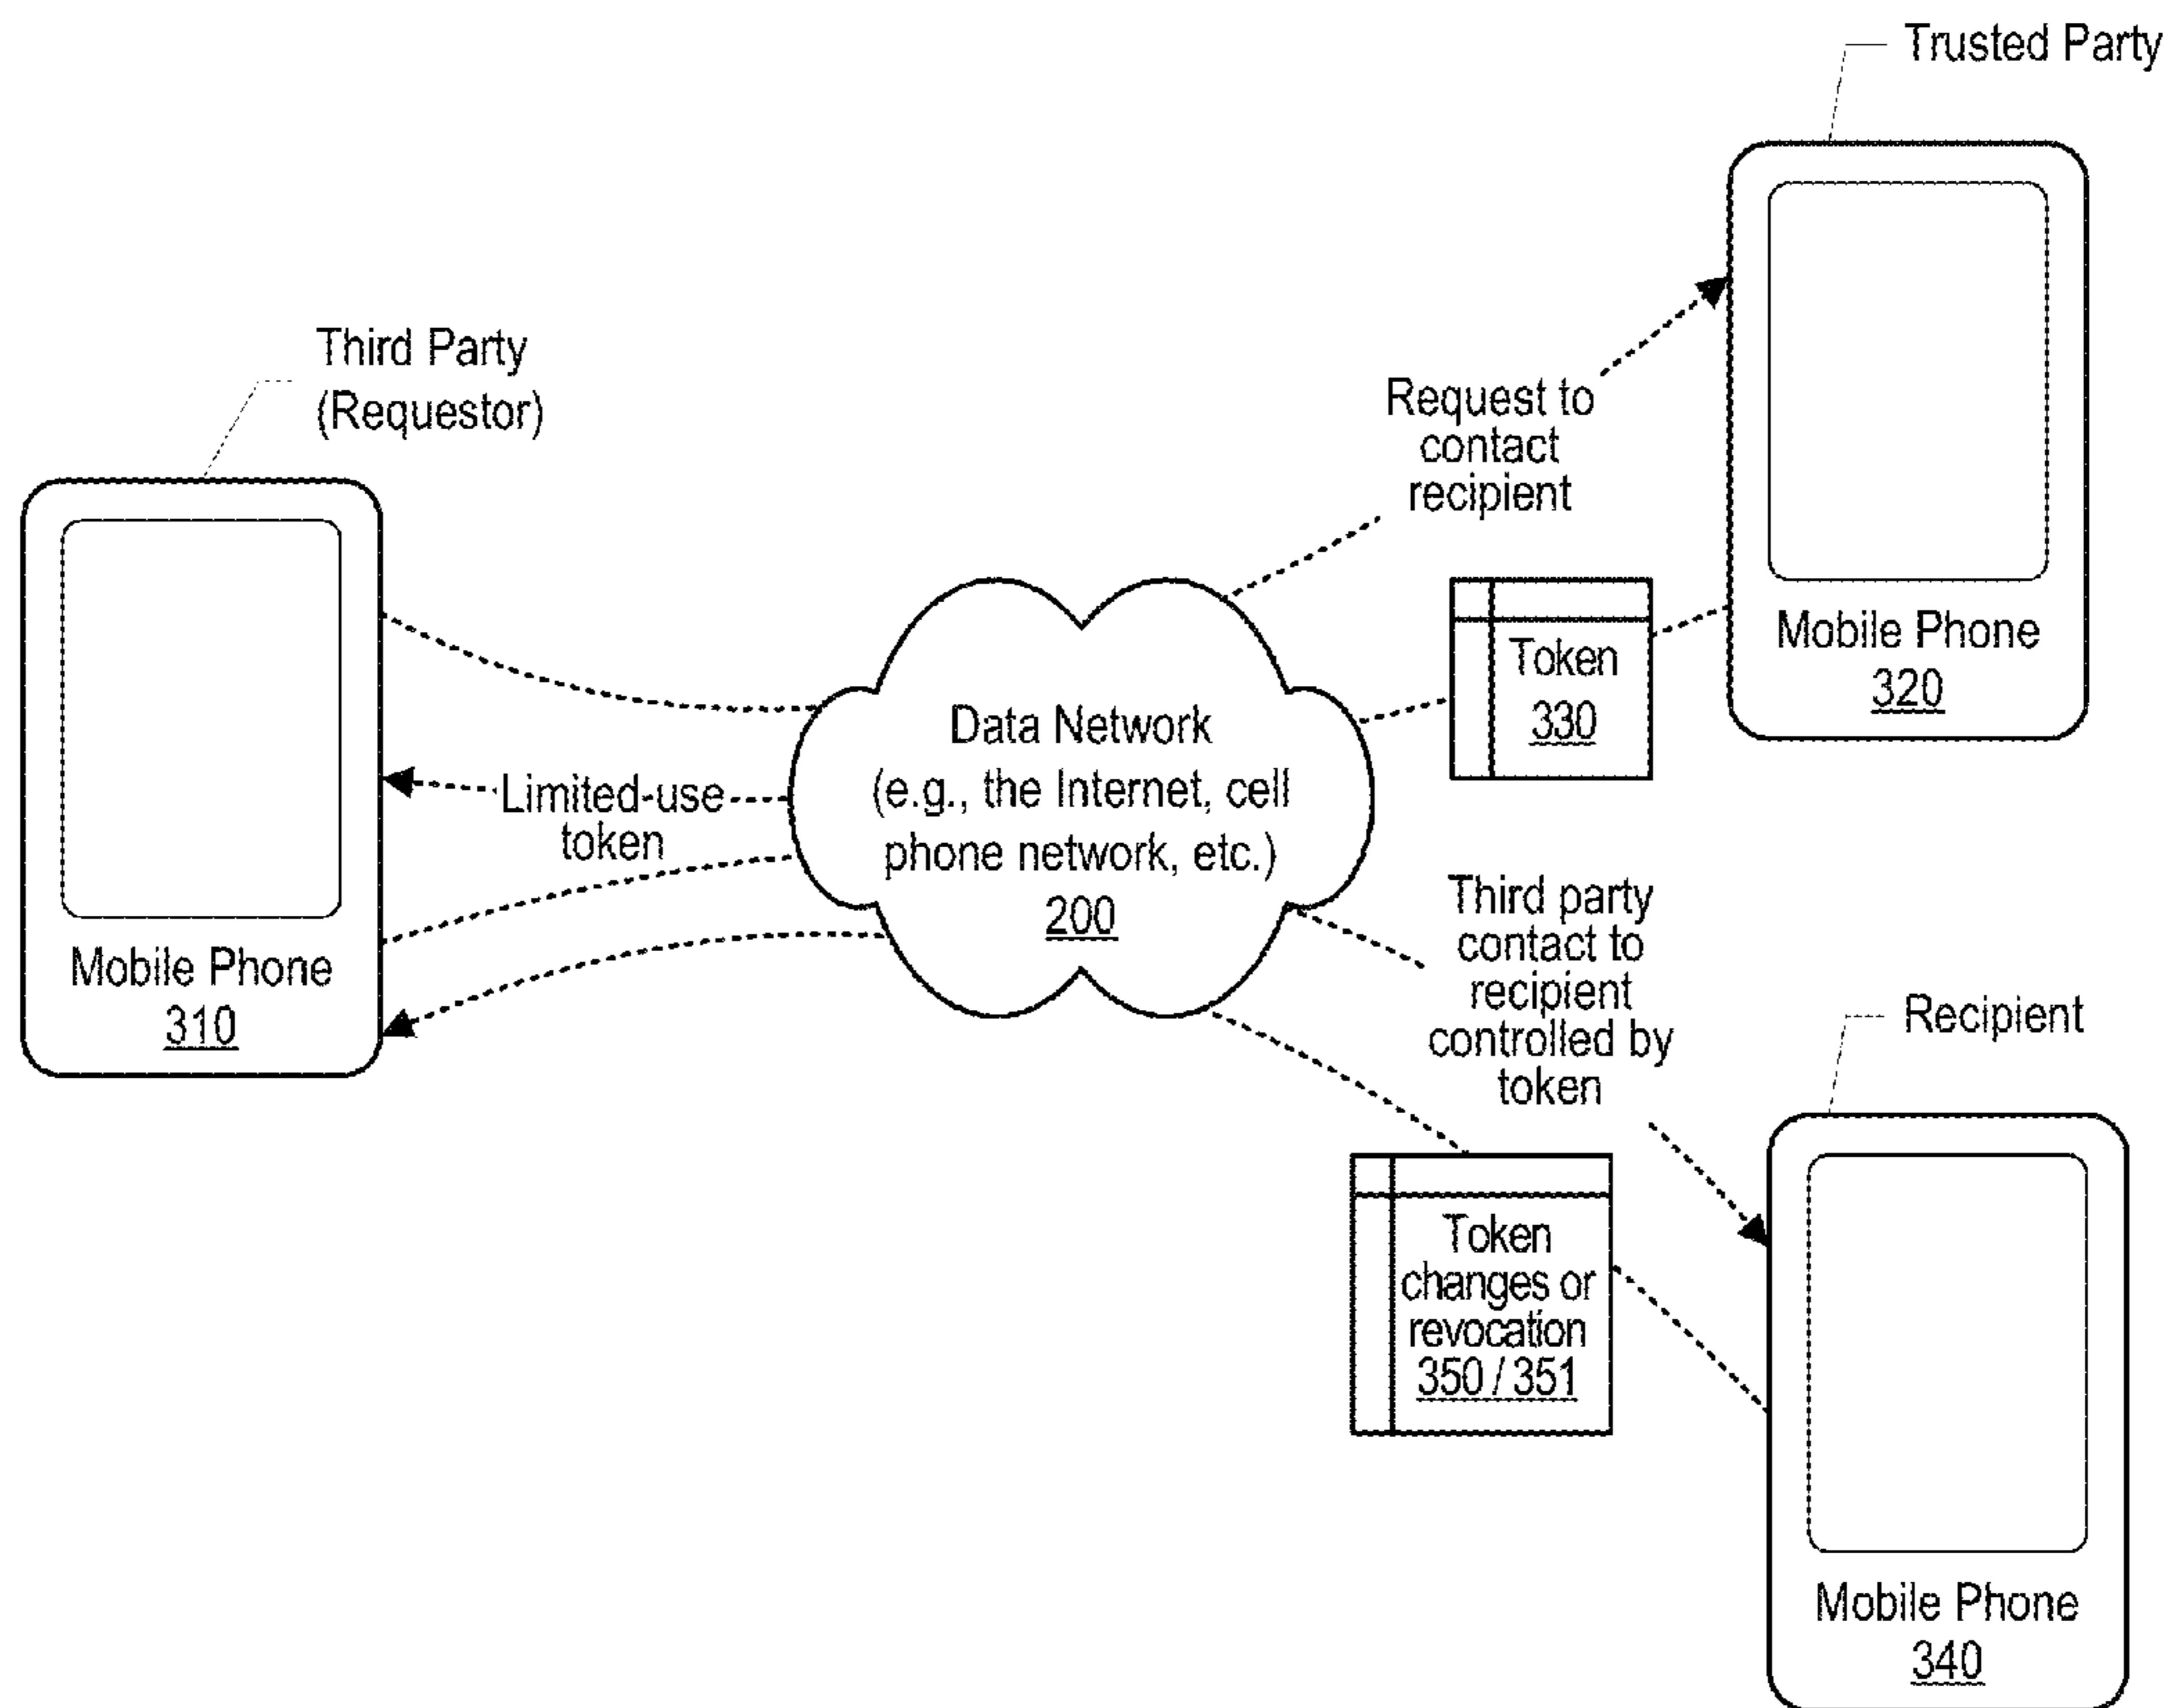 Trusted Party
Third Party
(Requestor)
Request to
contact
recipient
Mobile Phone
320
Token
330
Data Network
(e.g., the Internet, cell
phone network, etc.)
200
Limited-use
token
Mobile Phone
310
Third party
contact to
recipient
controlled by
token
Recipient
Token
changes or
revocation
350 / 351
Mobile Phone
340